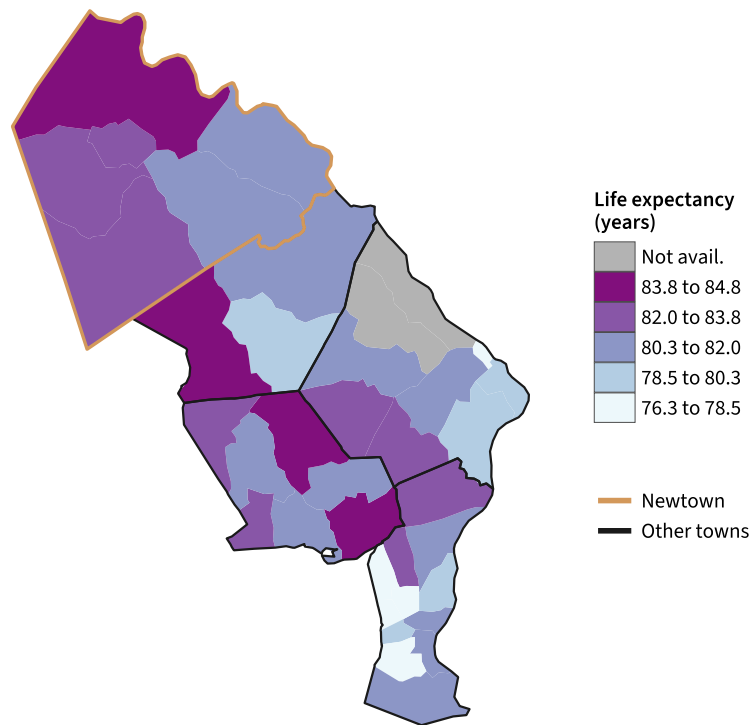 Life expectancy
(years)
Not avail.
83.8 to 84.8
82.0 to 83.8
80.3 to 82.0
78.5 to 80.3
76.3 to 78.5
Newtown
Other towns